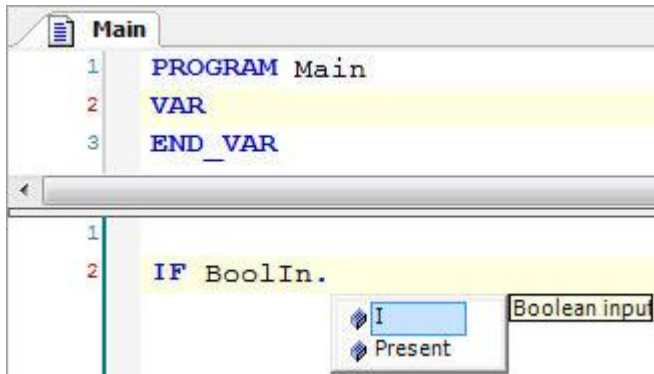 Main
1 PROGRAM Main
2 VAR
3 END_VAR
1
2 IF BoolIn.
I
Boolean input
Present